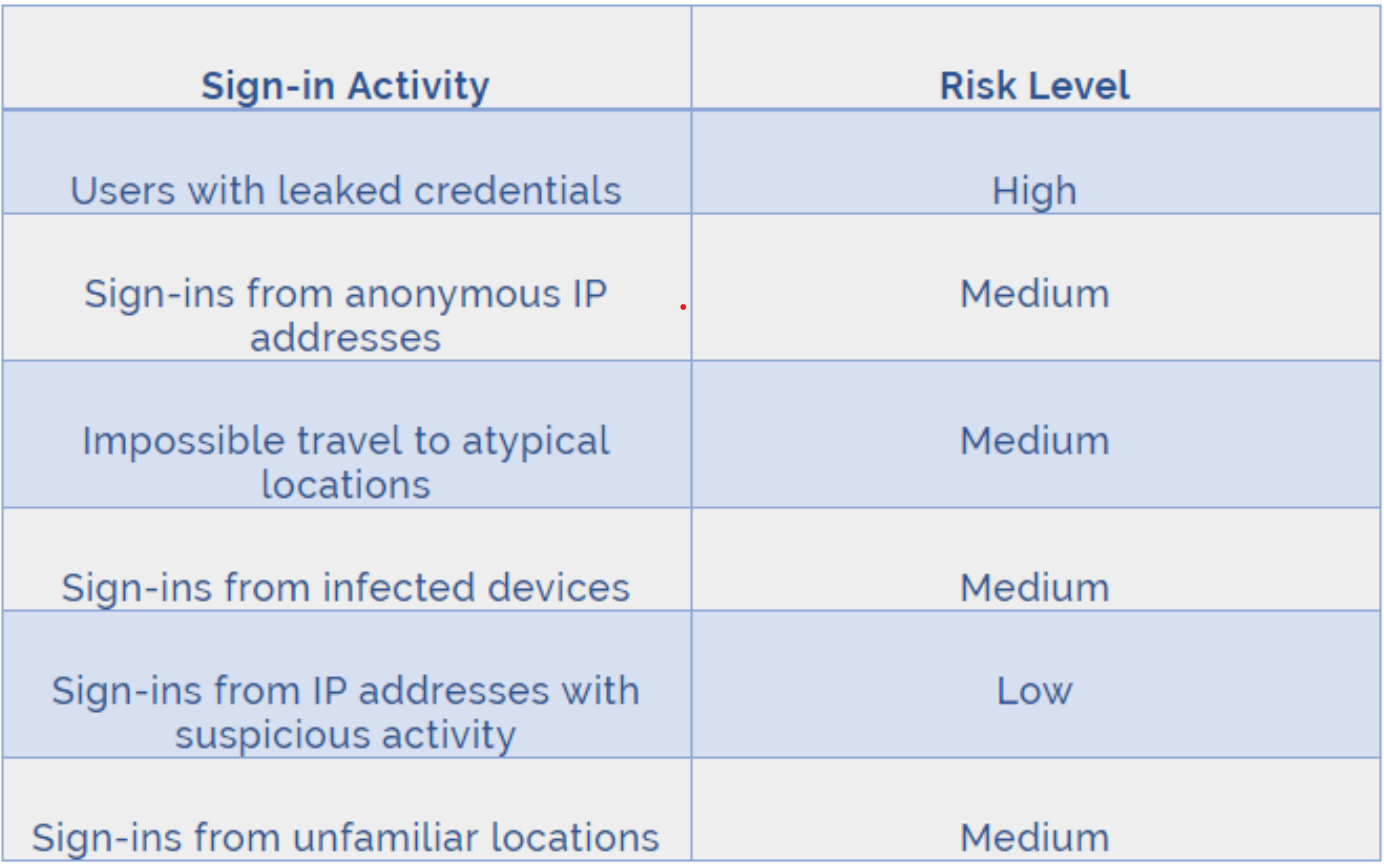 Sign-in Activity
Risk Level
Users with leaked credentials
High
Sign-ins from anonymous IP
addresses
Medium
Impossible travel to atypical
locations
Medium
Sign-ins from infected devices
Medium
Sign-ins from IP addresses with
suspicious activity
Low
Sign-ins from unfamiliar locations
Medium